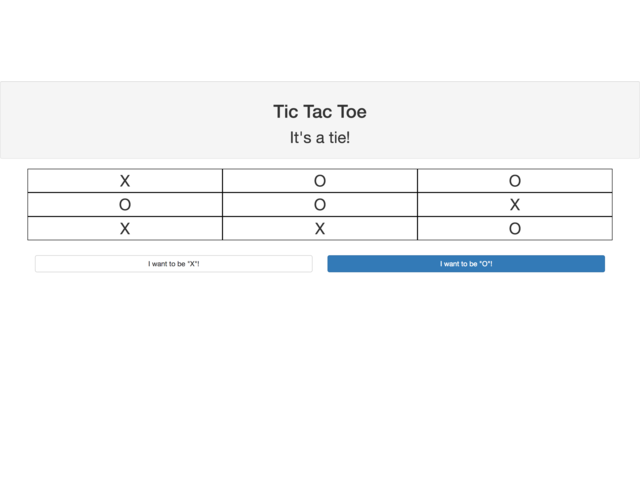 Tic Tac Toe
It's a tie!
X O O
O O X
X X O
I want to be "X"! I want to be "O"!